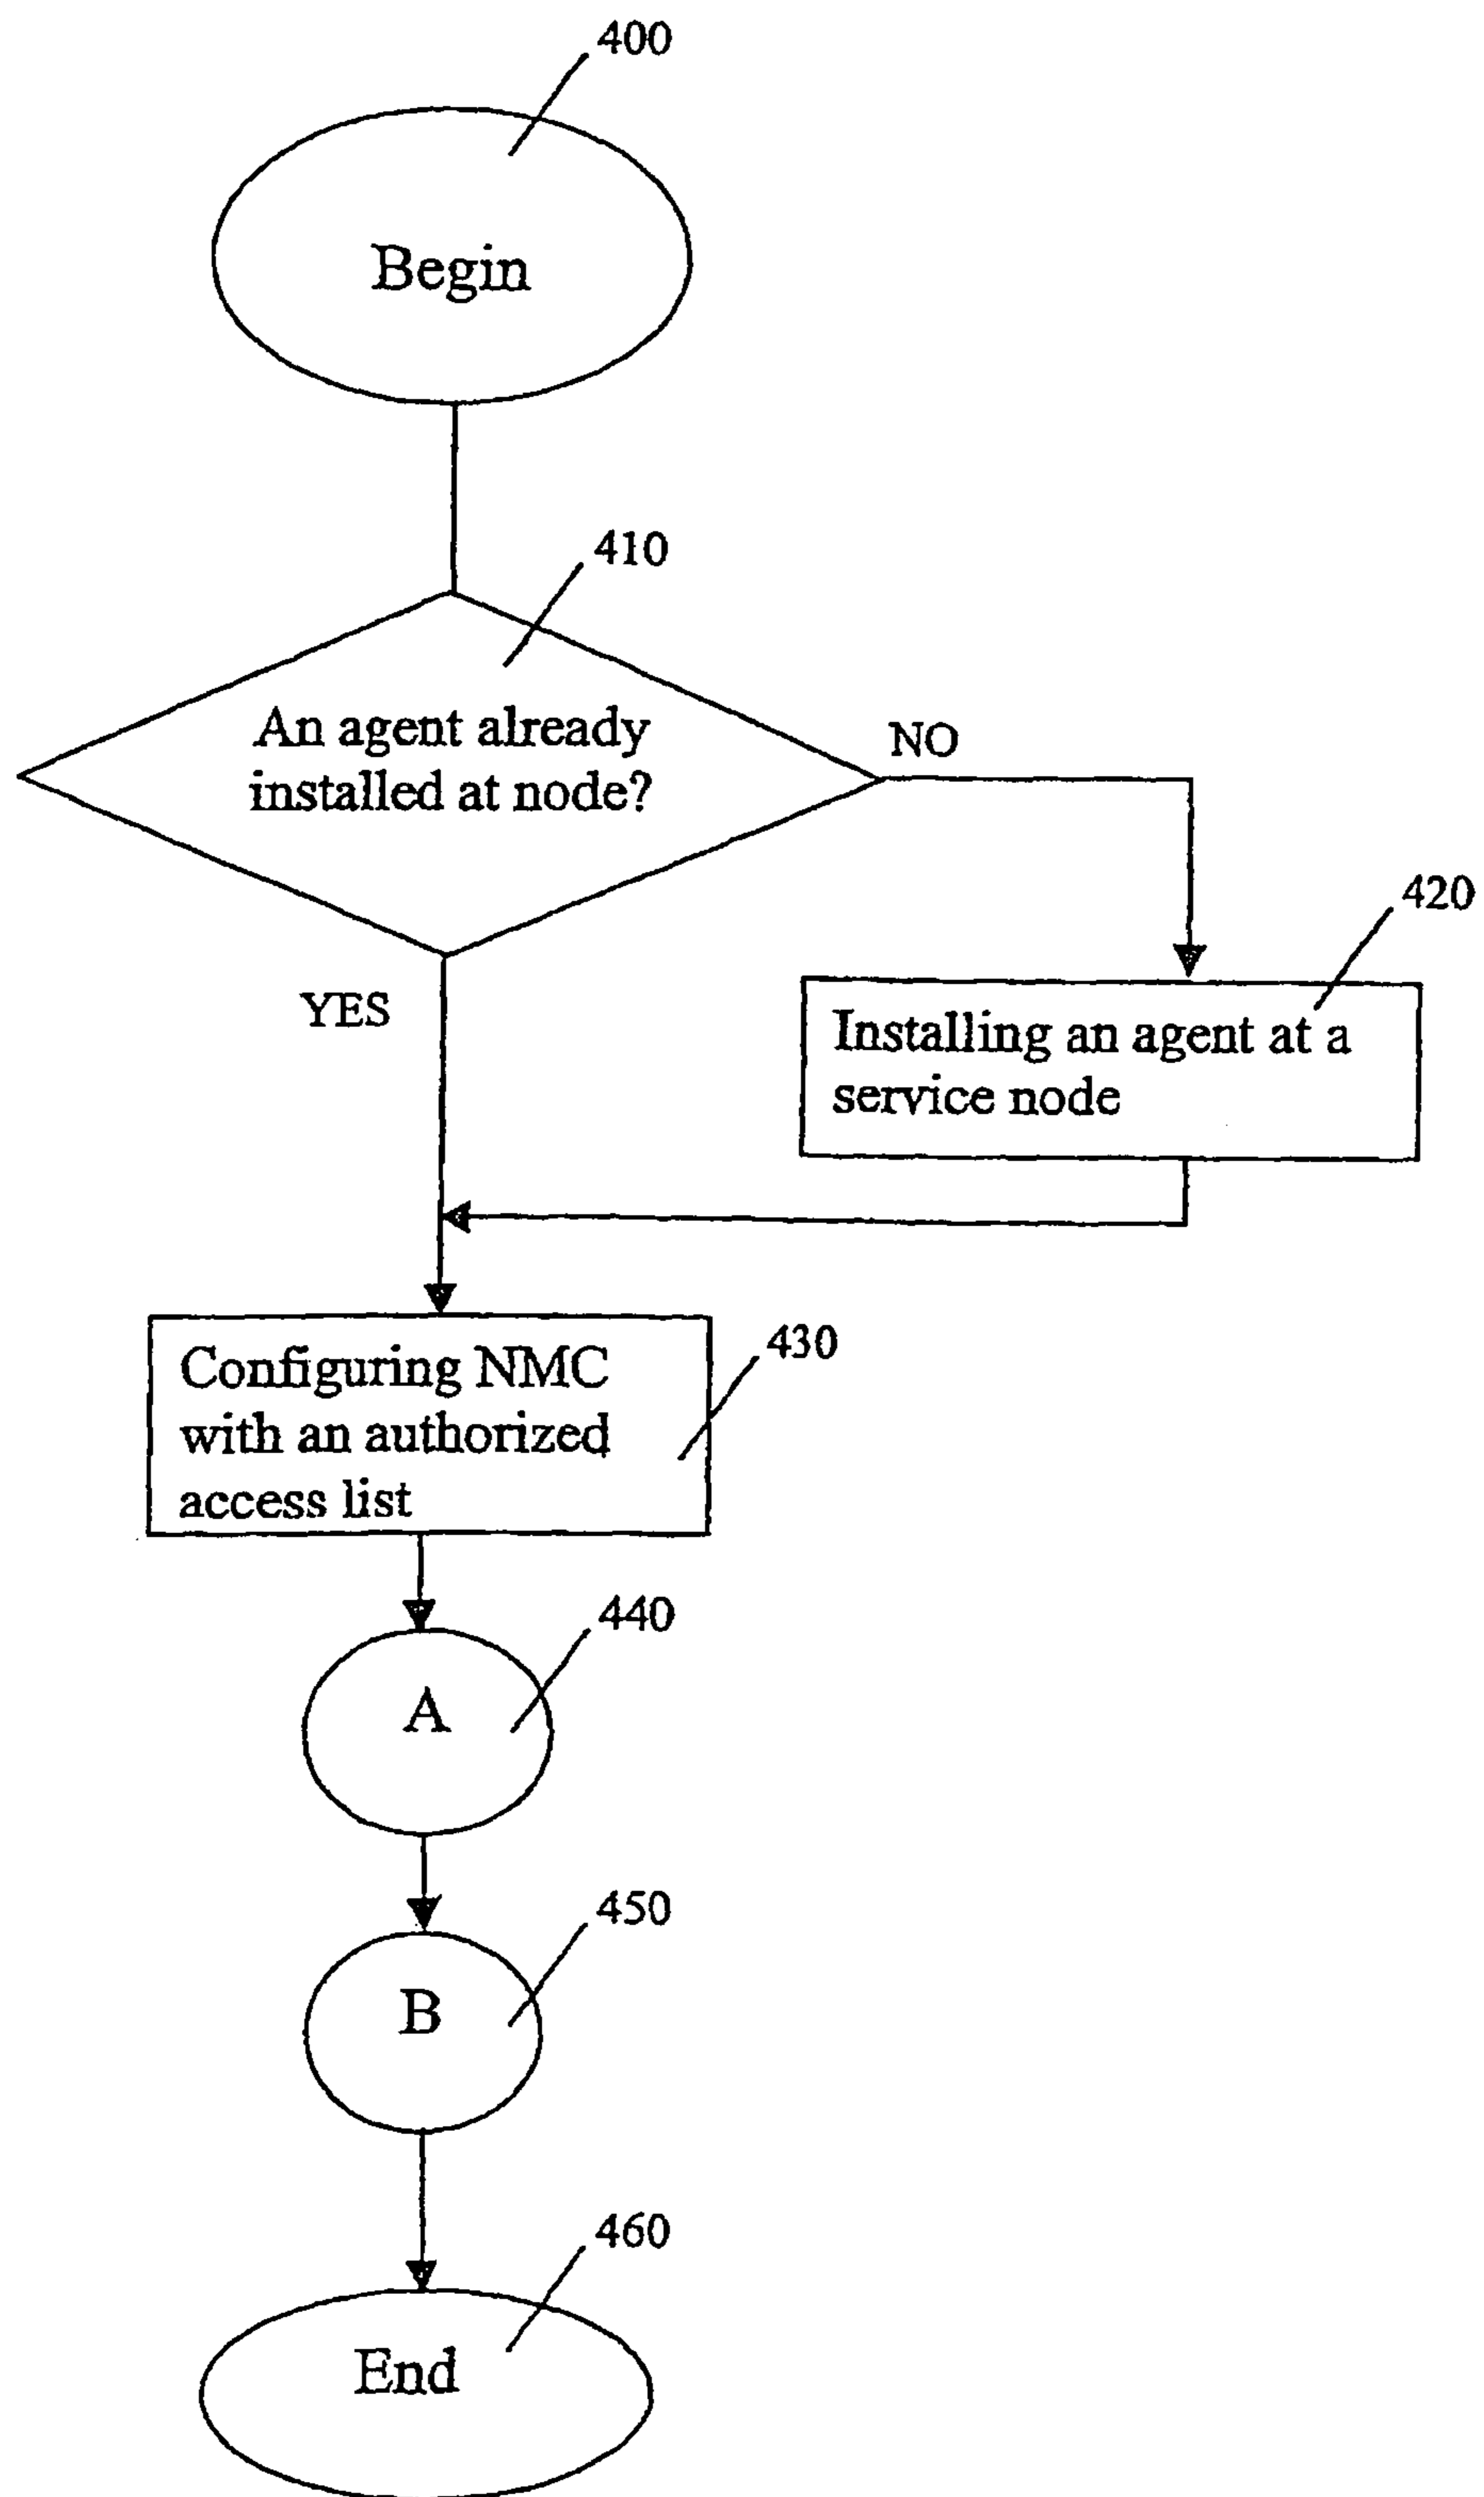 400
Begin
410
An agent already
installed at node?
NO
420
YES
Installing an agent at a
service node
430
Configuring NMC
with an authorized
access list
440
A
450
B
460
End